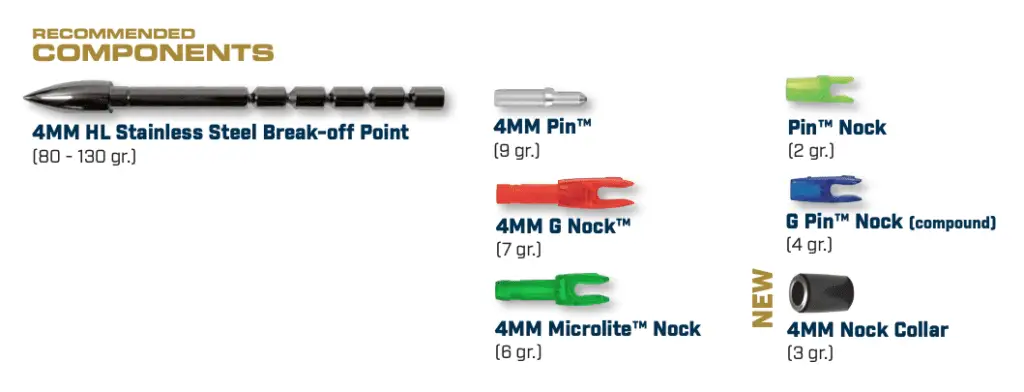 RECOMMENDED
COMPONENTS
4MM HL Stainless Steel Break-off Point
(80 - 130 gr.)
4MM Pin™
(9 gr.)
4MM G Nock™
(7 gr.)
4MM Microlite™ Nock
(6 gr.)
Pin™ Nock
(2 gr.)
G Pin™ Nock (compound)
(4 gr.)
NEW
4MM Nock Collar
(3 gr.)